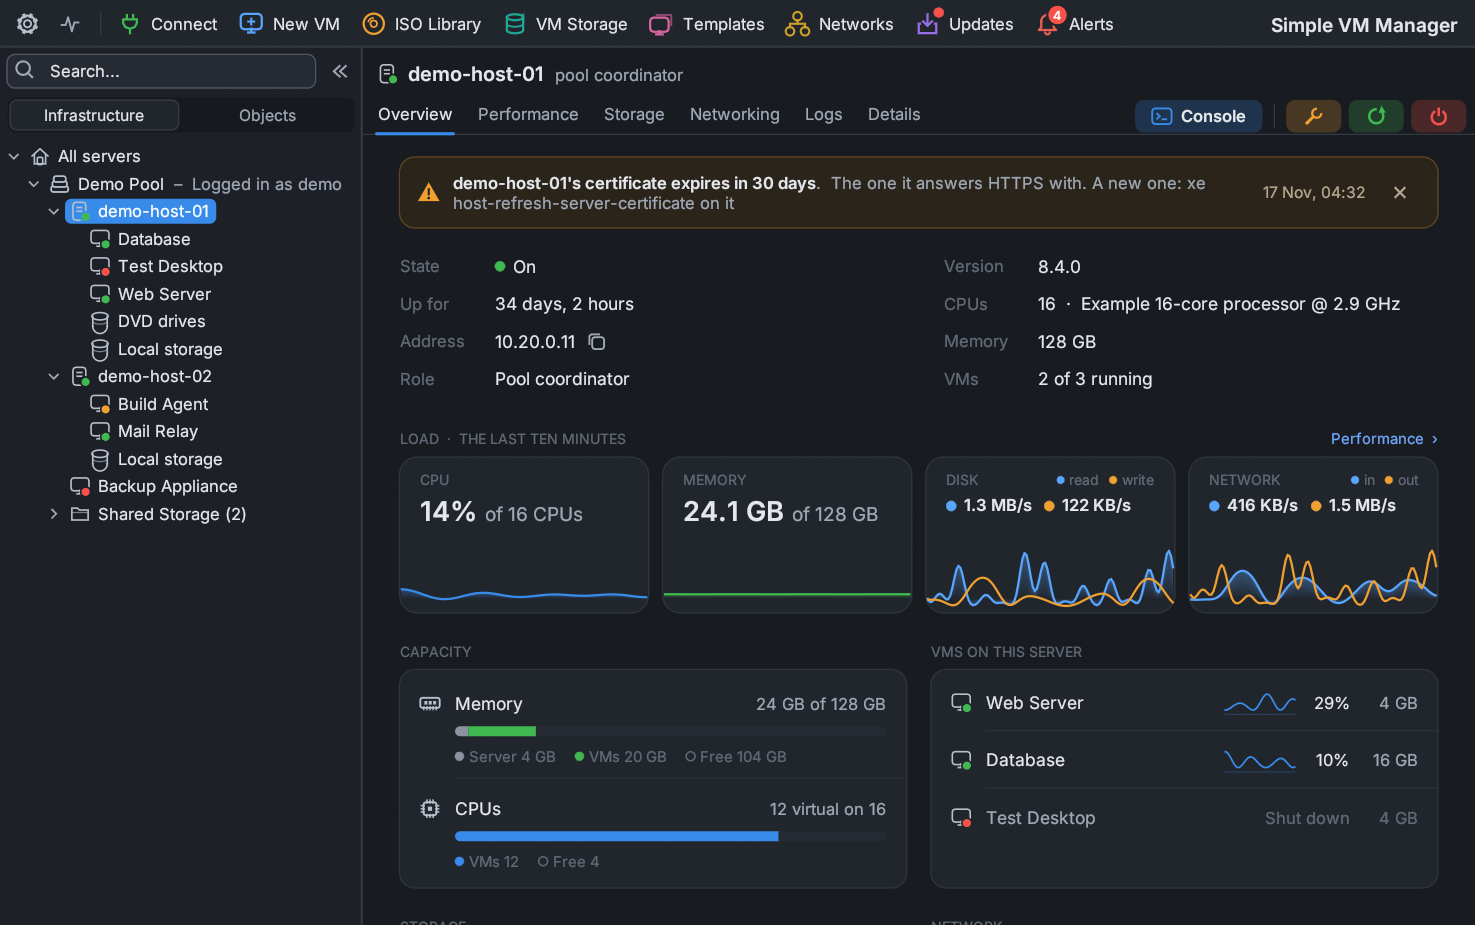 Connect
New VM
ISO Library
VM Storage
Templates
Networks
Updates
4
Alerts
Simple VM Manager
Search...
Infrastructure
Objects
All servers
Demo Pool – Logged in as demo
demo-host-01
Database
Test Desktop
Web Server
DVD drives
Local storage
demo-host-02
Build Agent
Mail Relay
Local storage
Backup Appliance
Shared Storage (2)
demo-host-01 pool coordinator
Overview
Performance
Storage
Networking
Logs
Details
Console
demo-host-01's certificate expires in 30 days. The one it answers HTTPS with. A new one: xe
host-refresh-server-certificate on it
17 Nov, 04:32
State On
Up for 34 days, 2 hours
Address 10.20.0.11
Role Pool coordinator
Version 8.4.0
CPUs 16 · Example 16-core processor @ 2.9 GHz
Memory 128 GB
VMs 2 of 3 running
LOAD · THE LAST TEN MINUTES
Performance ›
CPU
14% of 16 CPUs
MEMORY
24.1 GB of 128 GB
DISK read write
1.3 MB/s 122 KB/s
NETWORK in out
416 KB/s 1.5 MB/s
CAPACITY
Memory 24 GB of 128 GB
Server 4 GB VMs 20 GB Free 104 GB
CPUs 12 virtual on 16
VMs 12 Free 4
VMS ON THIS SERVER
Web Server 29% 4 GB
Database 10% 16 GB
Test Desktop Shut down 4 GB
STORAGE
NETWORK